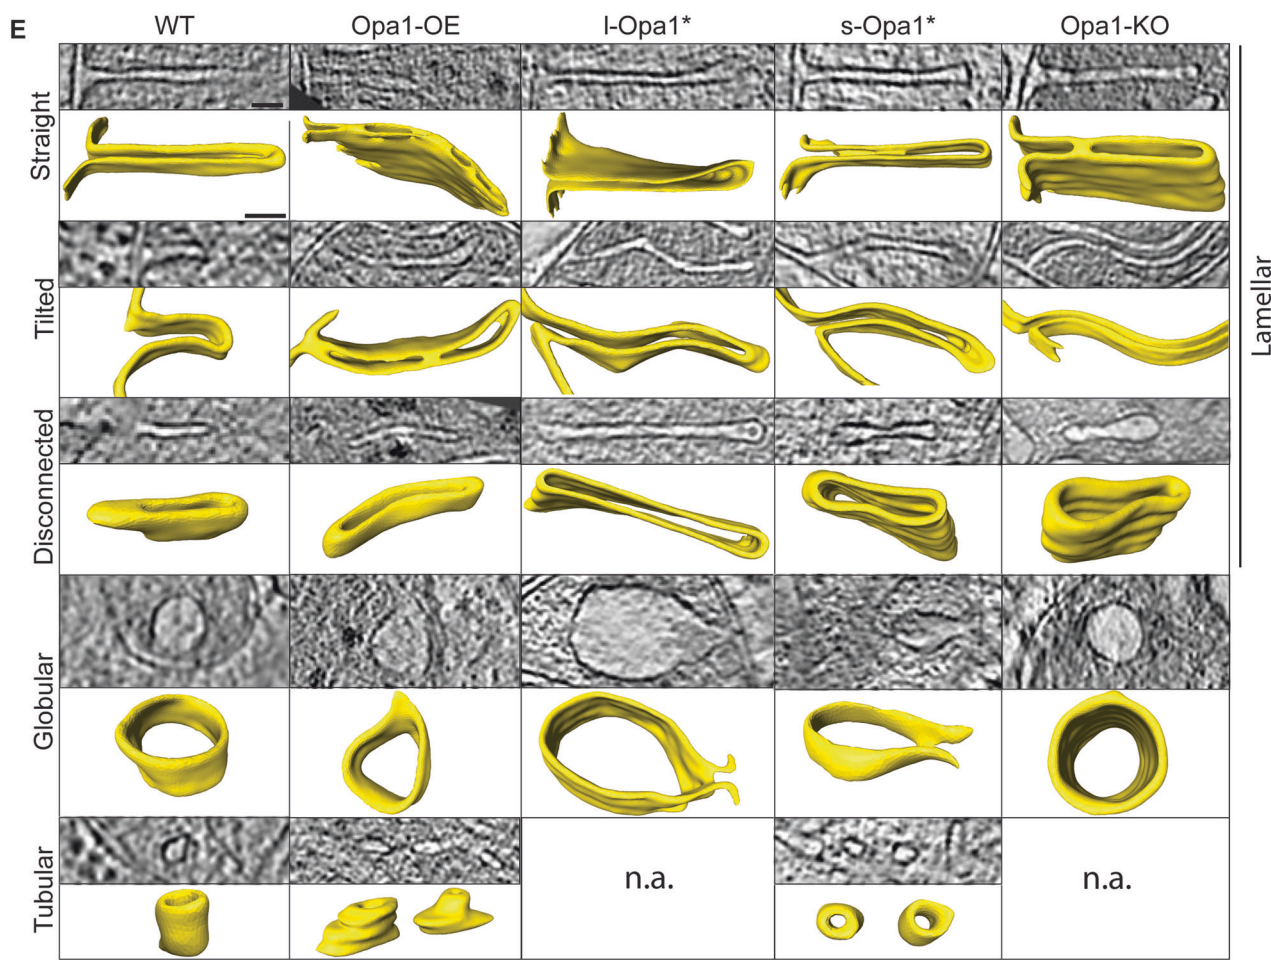 E
WT Opa1-OE l-Opa1* s-Opa1* Opa1-KO
Straight
Tilted
Disconnected
Globular
Tubular
Lamellar
n.a.
n.a.